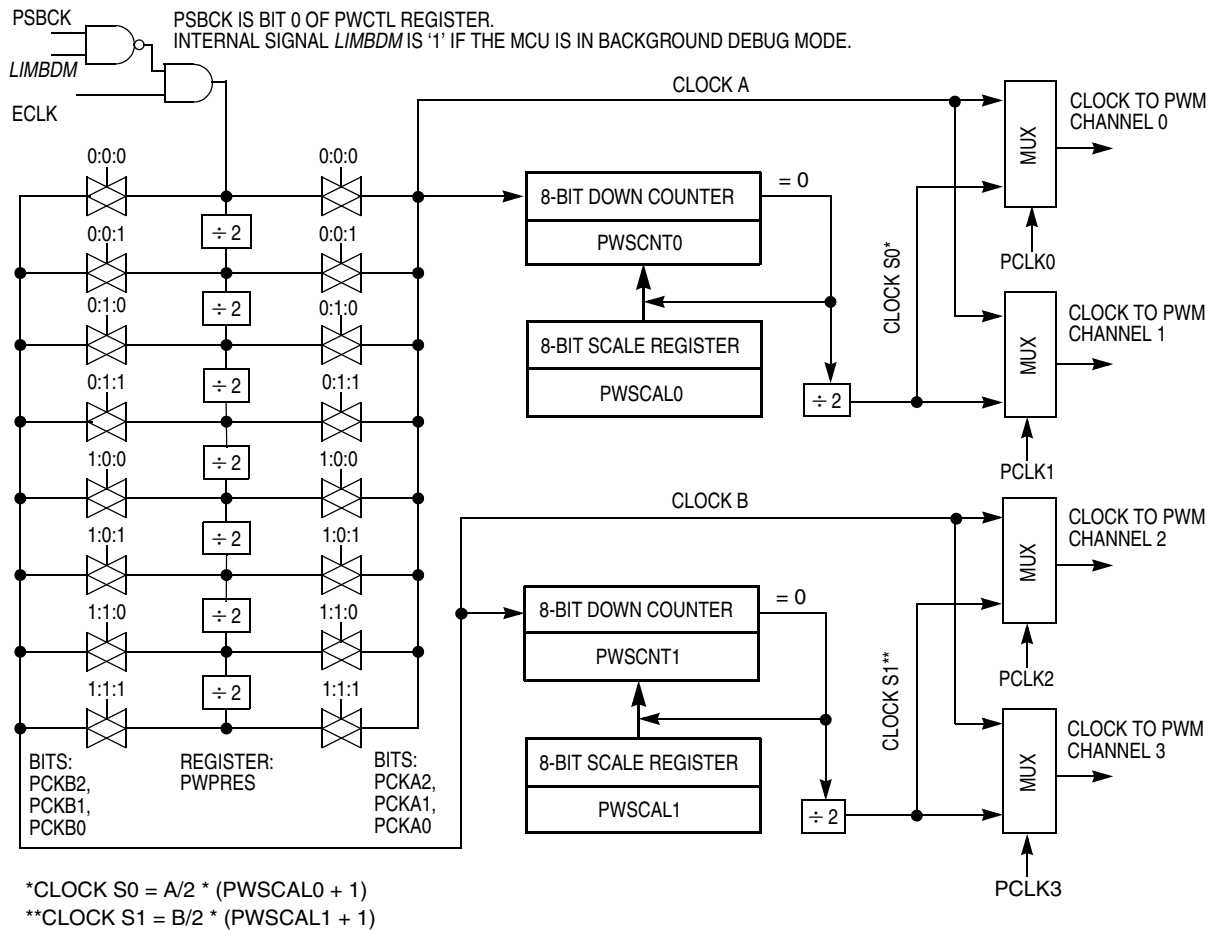 PSBCK
PSBCK IS BIT 0 OF PWCTL REGISTER.
INTERNAL SIGNAL LIMBDM IS ‘1’ IF THE MCU IS IN BACKGROUND DEBUG MODE.
LIMBDM
ECLK
CLOCK A
CLOCK TO PWM
CHANNEL 0
MUX
PCLK0
0:0:0
0:0:0
÷ 2
0:0:1
0:0:1
÷ 2
0:1:0
0:1:0
÷ 2
0:1:1
0:1:1
÷ 2
1:0:0
1:0:0
÷ 2
1:0:1
1:0:1
÷ 2
1:1:0
1:1:0
÷ 2
1:1:1
1:1:1
8-BIT DOWN COUNTER
= 0
PWSCNT0
8-BIT SCALE REGISTER
PWSCAL0
÷ 2
CLOCK S0*
CLOCK TO PWM
CHANNEL 1
MUX
PCLK1
CLOCK B
CLOCK TO PWM
CHANNEL 2
MUX
PCLK2
8-BIT DOWN COUNTER
= 0
PWSCNT1
8-BIT SCALE REGISTER
PWSCAL1
÷ 2
CLOCK S1**
CLOCK TO PWM
CHANNEL 3
MUX
PCLK3
BITS:
PCKB2,
PCKB1,
PCKB0
REGISTER:
PWPRES
BITS:
PCKA2,
PCKA1,
PCKA0
*CLOCK S0 = A/2 * (PWSCAL0 + 1)
**CLOCK S1 = B/2 * (PWSCAL1 + 1)